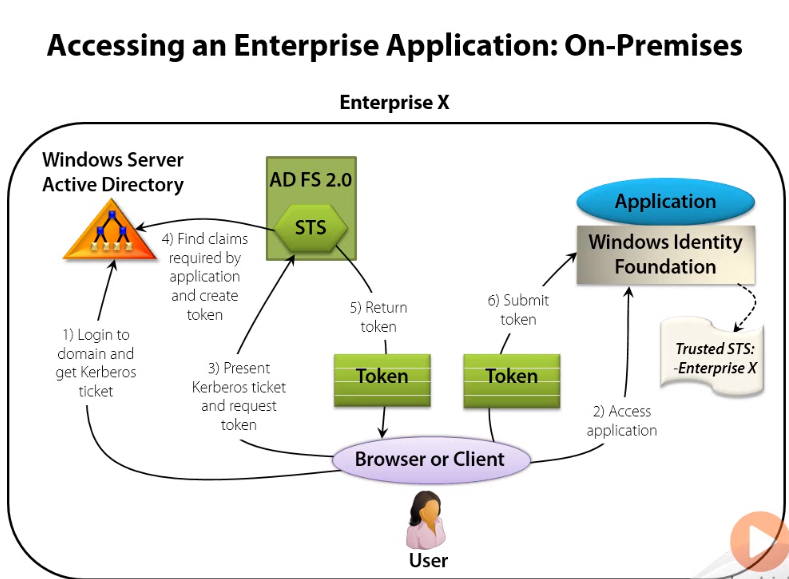 Accessing an Enterprise Application: On-Premises
Enterprise X
Windows Server
Active Directory
AD FS 2.0
STS
Application
Windows Identity
Foundation
4) Find claims
required by
application
and create
token
5) Return
token
6) Submit
token
1) Login to
domain and
get Kerberos
ticket
3) Present
Kerberos ticket
and request
token
Token
Token
Trusted STS:
-Enterprise X
2) Access
application
Browser or Client
User